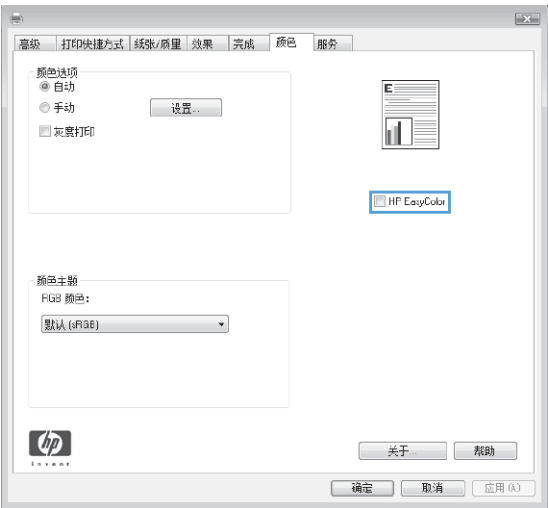 高级 打印快捷方式 纸张/质量 效果 完成 颜色 服务
颜色选项
自动
手动 设置...
灰度打印
E
HP EasyColor
颜色主题
RGB 颜色：
默认 (sRGB)
hp
invent
关于... 帮助
确定 取消 应用 (A)